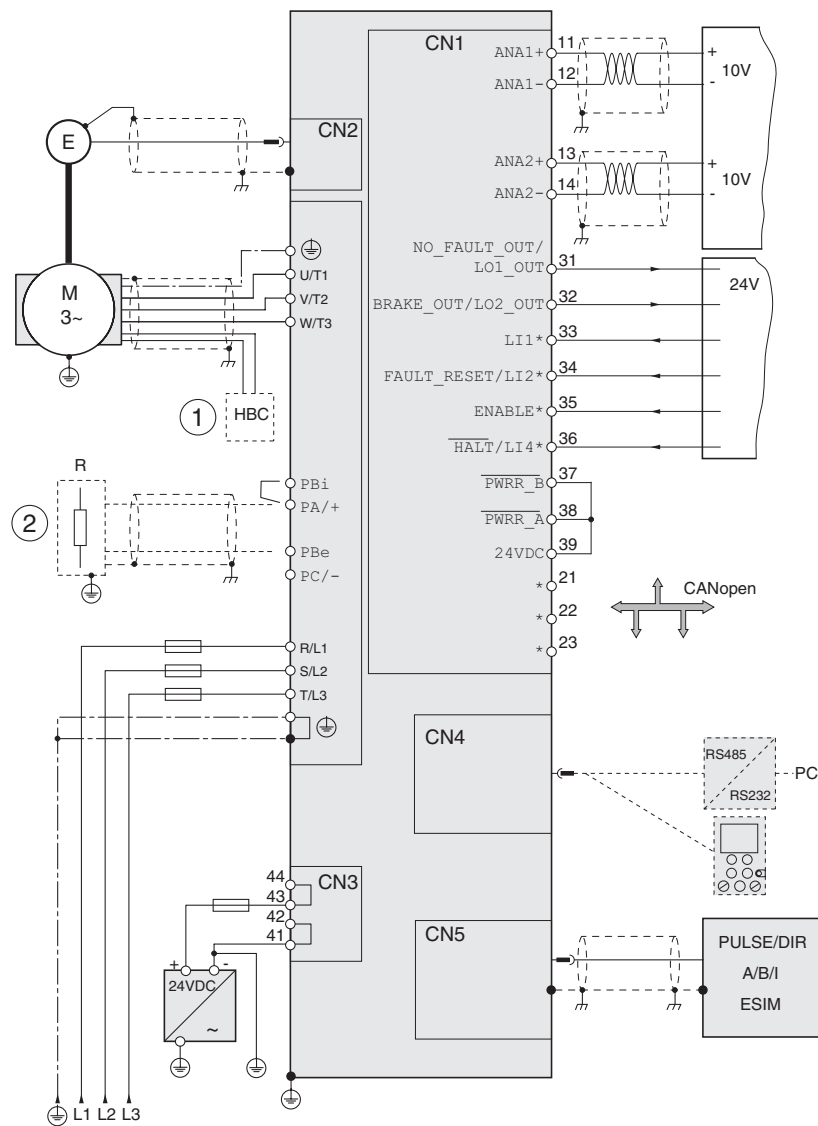 CN1
ANA1+ 11
ANA1- 12
+
10V
-
ANA2+ 13
ANA2- 14
+
10V
-
E
CN2
NO_FAULT_OUT/
LO1_OUT 31
BRAKE_OUT/LO2_OUT 32
LI1* 33
FAULT_RESET/LI2* 34
ENABLE* 35
HALT/LI4* 36
24V
PWRR_B 37
PWRR_A 38
24VDC 39
* 21
* 22
* 23
CANopen
M
3~
U/T1
V/T2
W/T3
1
HBC
R
2
PBi
PA/+
PBe
PC/-
R/L1
S/L2
T/L3
CN4
RS485
RS232
PC
44
43
42
41
CN3
+ -
24VDC
~
CN5
PULSE/DIR
A/B/I
ESIM
L1 L2 L3